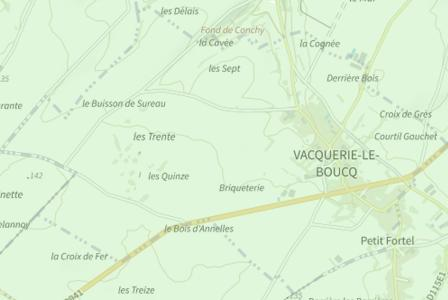 les Délais
Fond de Conchy
la Cavée
la Cognée
les Sept
Derrière Bois
35
le Buisson de Sureau
Croix de Grès
les Trente
Courtil Gauchet
VACQUERIE-LE-
BOUCQ
142
les Quinze
Briqueterie
le Bois d'Annelles
Petit Fortel
la Croix de Fer
les Treize
D941
D115E1